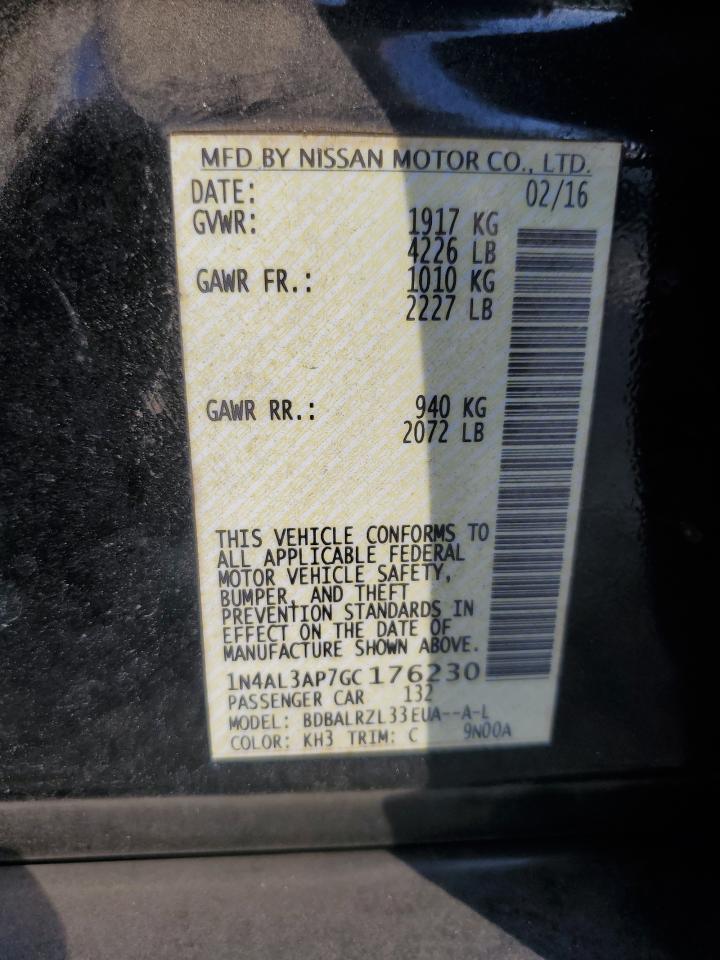 MFD BY NISSAN MOTOR CO., LTD.
DATE: 02/16
GVWR: 1917 KG
4226 LB
GAWR FR.: 1010 KG
2227 LB
GAWR RR.: 940 KG
2072 LB
THIS VEHICLE CONFORMS TO
ALL APPLICABLE FEDERAL
MOTOR VEHICLE SAFETY,
BUMPER, AND THEFT
PREVENTION STANDARDS IN
EFFECT ON THE DATE OF
MANUFACTURE SHOWN ABOVE.
1N4AL3AP7GC176230
PASSENGER CAR 132
MODEL: BDBALRZL33EUA--A-L
COLOR: KH3 TRIM: C 9N00A